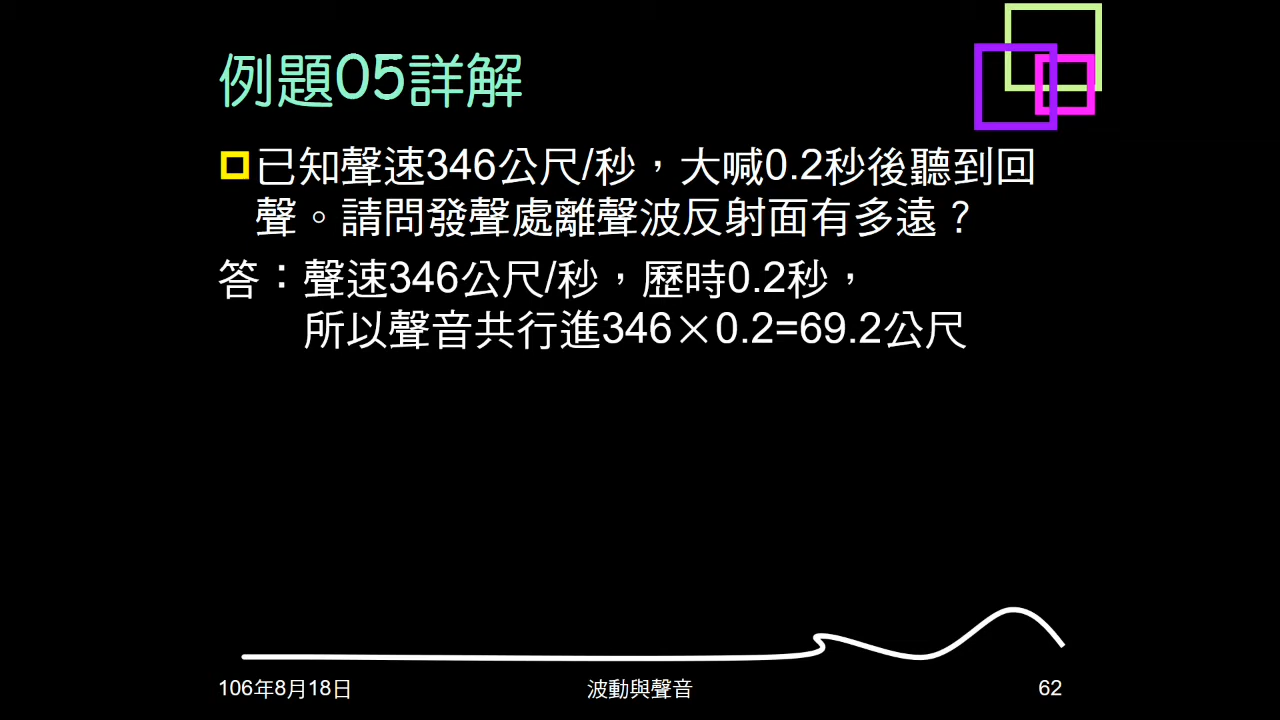 例題05詳解
已知聲速346公尺/秒，大喊0.2秒後聽到回
聲。請問發聲處離聲波反射面有多遠？
答：聲速346公尺/秒，歷時0.2秒，
所以聲音共行進346×0.2=69.2公尺
106年8月18日
波動與聲音
62